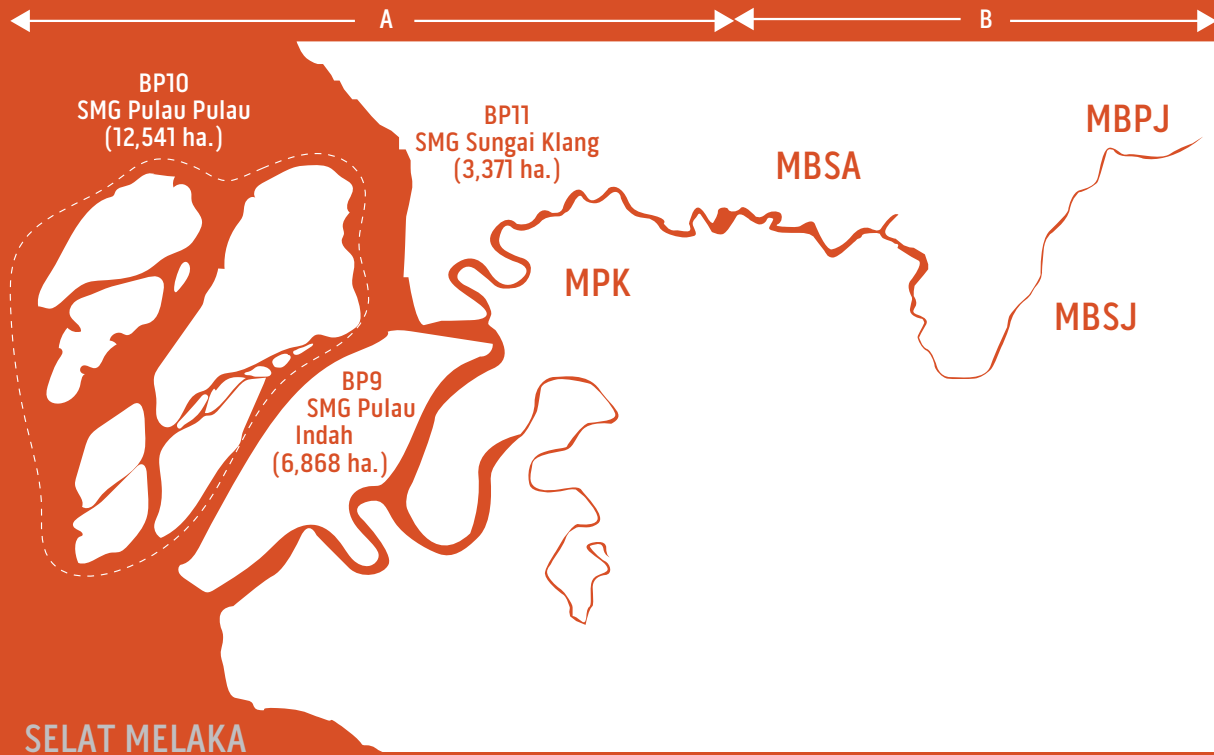 A
B
BP10
SMG Pulau Pulau
(12,541 ha.)
BP11
SMG Sungai Klang
(3,371 ha.)
MBSA
MBPJ
MPK
MBSJ
BP9
SMG Pulau
Indah
(6,868 ha.)
SELAT MELAKA